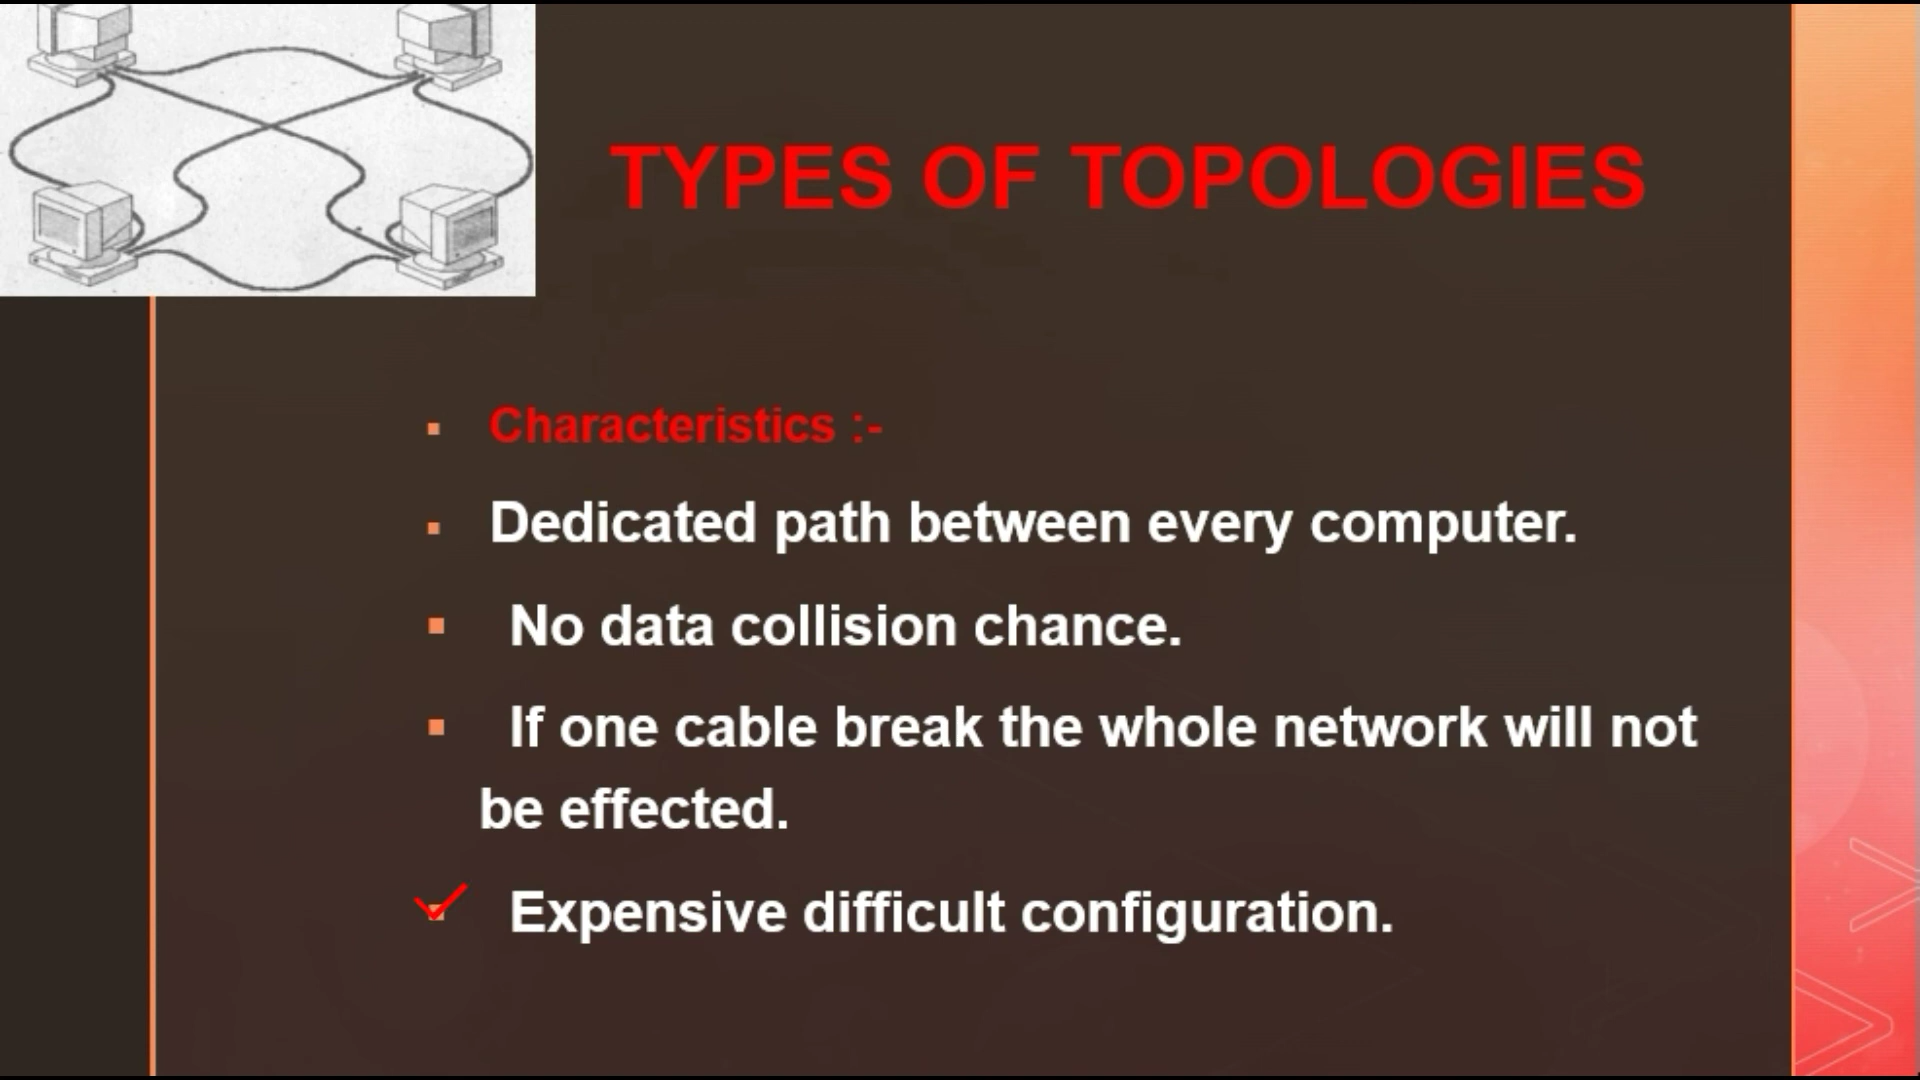 TYPES OF TOPOLOGIES
Characteristics :-
Dedicated path between every computer.
No data collision chance.
If one cable break the whole network will not
be effected.
Expensive difficult configuration.